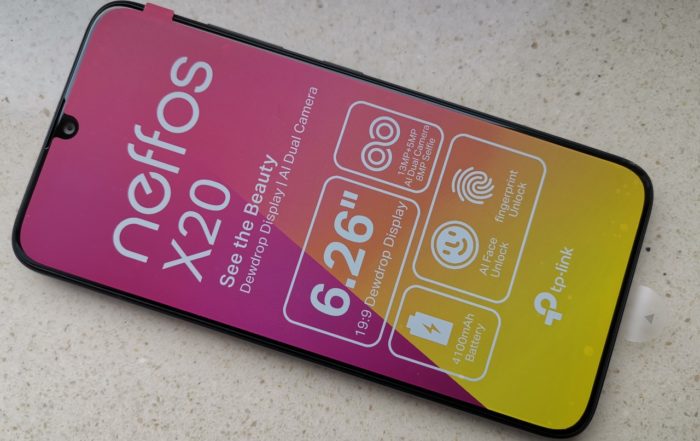 neffos
X20
See the Beauty
Dewdrop Display | AI Dual Camera
13MP+5MP
AI Dual Camera
8MP Selfie
6.26"
19:9 Dewdrop Display
fingerprint
Unlock
AI Face
Unlock
4100mAh
Battery
tp-link